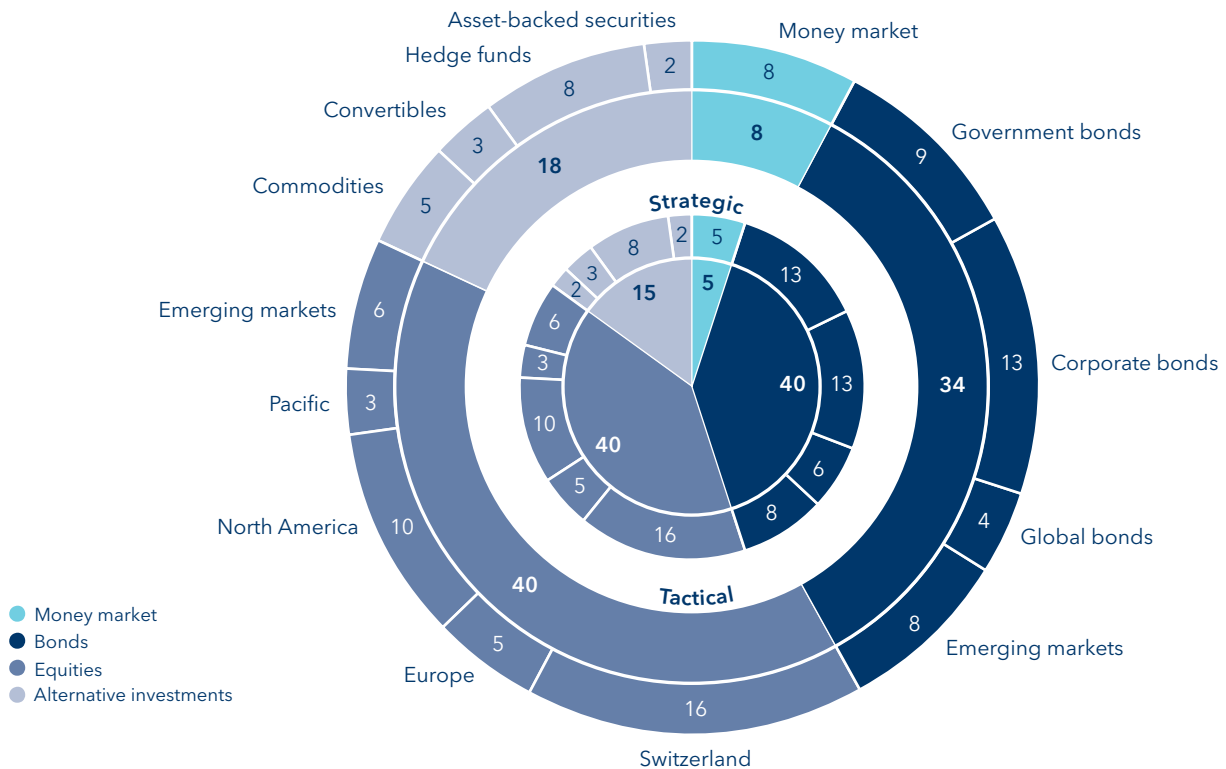 Asset-backed securities
Money market
Hedge funds
2
8
8
Convertibles
Government bonds
3
8
9
18
Commodities
5
Strategic
2
5
8
3
13
2
15
5
Emerging markets
6
6
Corporate bonds
3
40
13
34
13
Pacific
3
10
40
6
5
8
North America
10
16
4
Global bonds
40
Tactical
Money market
8
Bonds
5
Emerging markets
Equities
Europe
Alternative investments
16
Switzerland